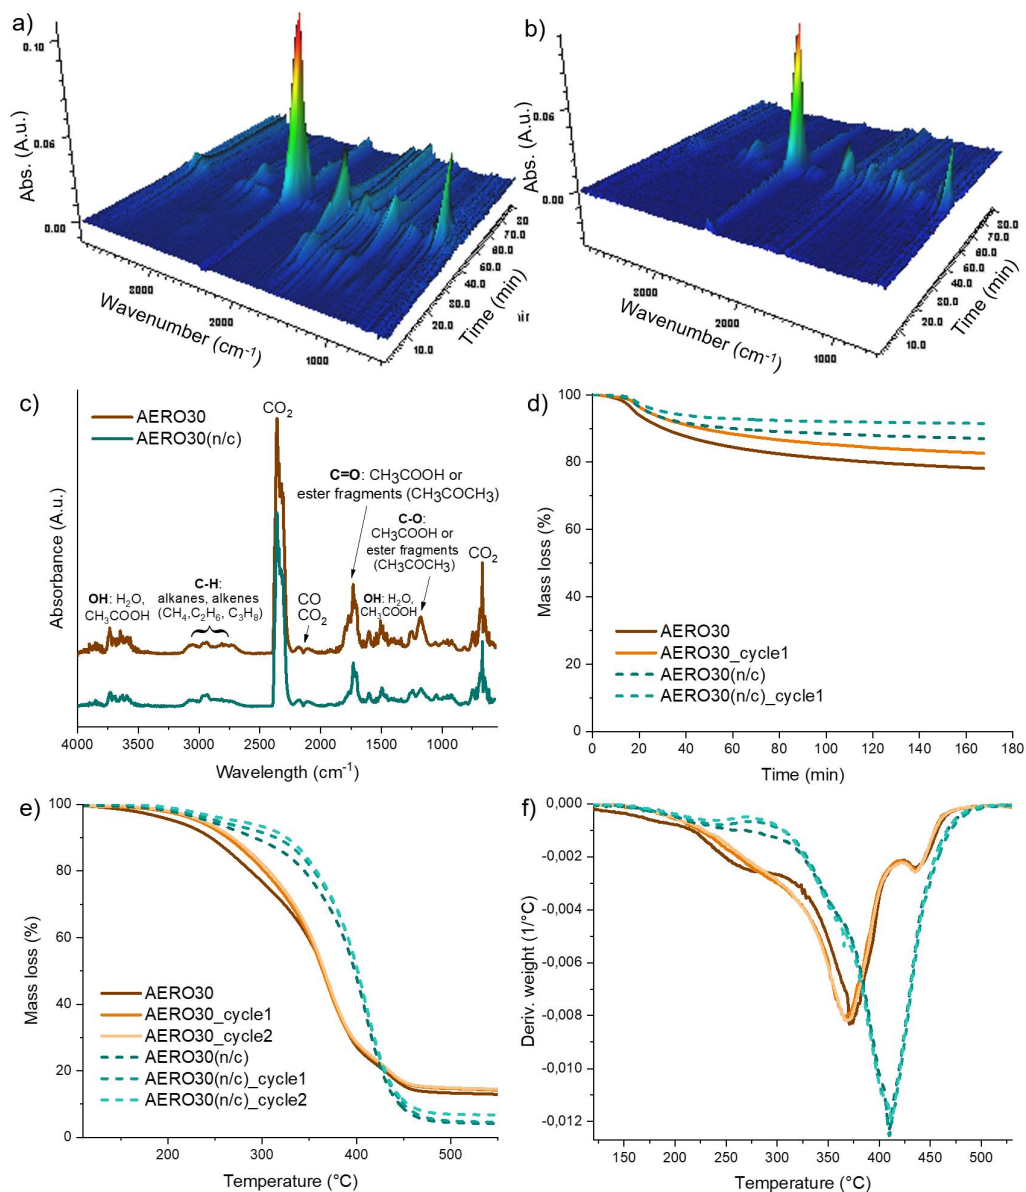 a)
0.10
0.06
0.00
Abs. (A.u.)
3000
2000
1000
Wavenumber (cm-1)
10.0
20.0
40.0
50.0
60.0
70.0
80
Time (min)
b)
0.06
0.00
Abs. (A.u.)
3000
2000
1000
Wavenumber (cm-1)
10.0
20.0
40.0
50.0
60.0
70.0
80.0
Time (min)
c)
AERO30
AERO30(n/c)
CO2
C=O: CH3COOH or
ester fragments (CH3COCH3)
C-O:
CH3COOH or
ester fragments
(CH3COCH3)
CO2
OH: H2O,
CH3COOH
C-H:
alkanes, alkenes
(CH4,C2H6, C3H8)
CO
CO2
OH: H2O,
CH3COOH
Absorbance (A.u.)
4000 3500 3000 2500 2000 1500 1000
Wavelength (cm-1)
d)
100
80
60
40
20
0
Mass loss (%)
AERO30
AERO30_cycle1
AERO30(n/c)
AERO30(n/c)_cycle1
0 20 40 60 80 100 120 140 160 180
Time (min)
e)
100
80
60
40
20
0
Mass loss (%)
AERO30
AERO30_cycle1
AERO30_cycle2
AERO30(n/c)
AERO30(n/c)_cycle1
AERO30(n/c)_cycle2
200 300 400 500
Temperature (°C)
f)
0,000
-0,002
-0,004
-0,006
-0,008
-0,010
-0,012
Deriv. weight (1/°C)
150 200 250 300 350 400 450 500
Temperature (°C)